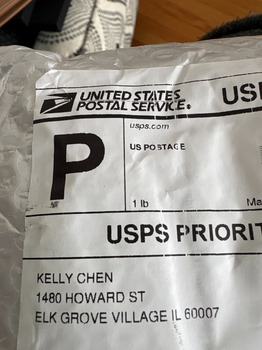 UNITED STATES
POSTAL SERVICE®
P
usps.com
US POSTAGE
1 lb
USPS
KELLY CHEN
1480 HOWARD ST
ELK GROVE VILLAGE IL 60007